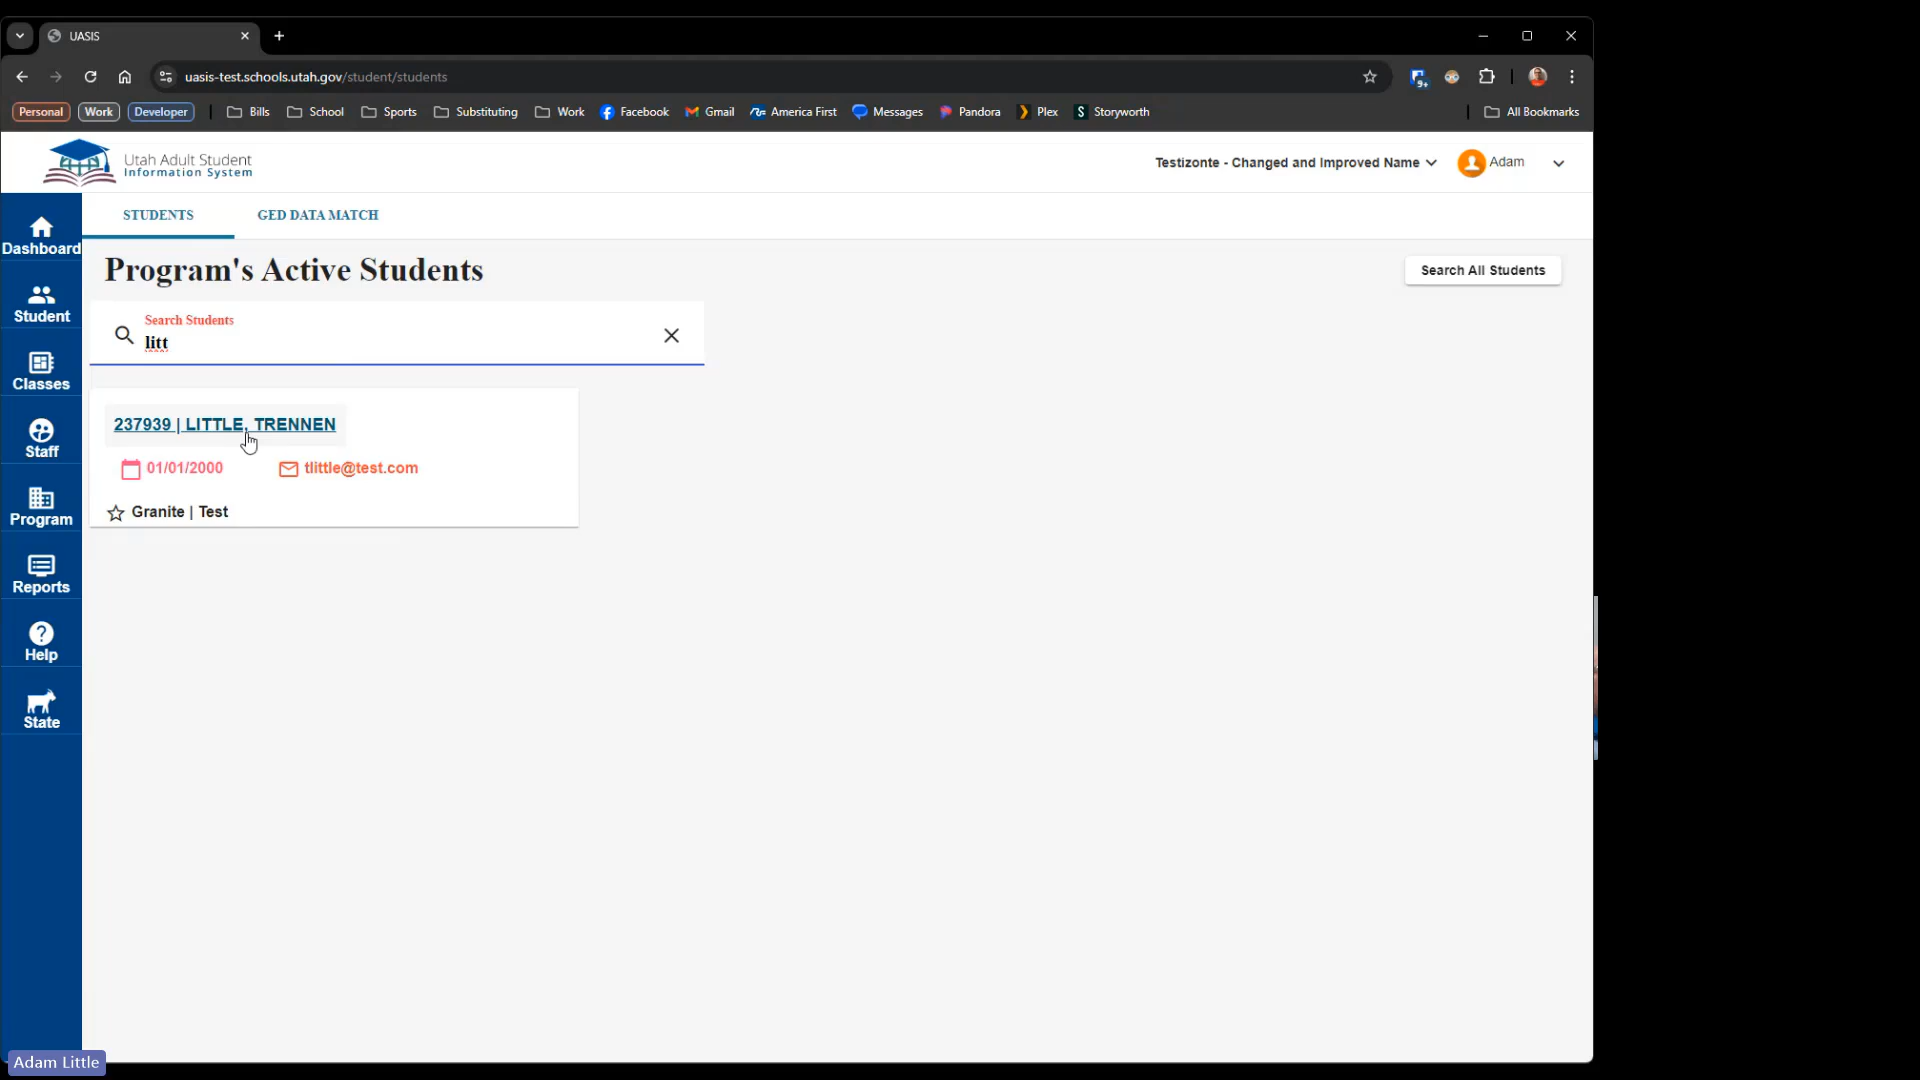 UASIS
uasis-test.schools.utah.gov/student/students
9+
Personal Work Developer Bills School Sports Substituting Work Facebook Gmail America First Messages Pandora Plex Storyworth All Bookmarks
Utah Adult Student
Information System
Testizonte - Changed and Improved Name
Adam
Dashboard
Student
Classes
Staff
Program
Reports
Help
State
STUDENTS GED DATA MATCH
Program's Active Students
Search All Students
Search Students
litt
237939 | LITTLE, TRENNEN
01/01/2000 tlittle@test.com
Granite | Test
Adam Little